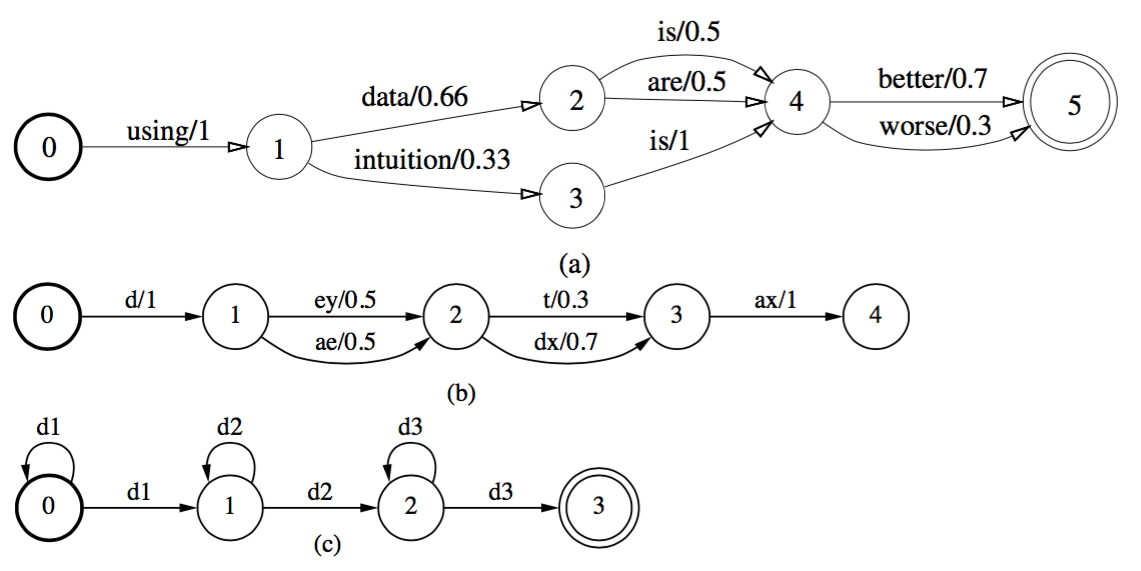 is/0.5
data/0.66 2 are/0.5 4 better/0.7 5
0 using/1 1 intuition/0.33 is/1 worse/0.3
3
(a)
0 d/1 1 ey/0.5 2 t/0.3 3 ax/1 4
ae/0.5 dx/0.7
(b)
d1 d2 d3
0 d1 1 d2 2 d3 3
(c)